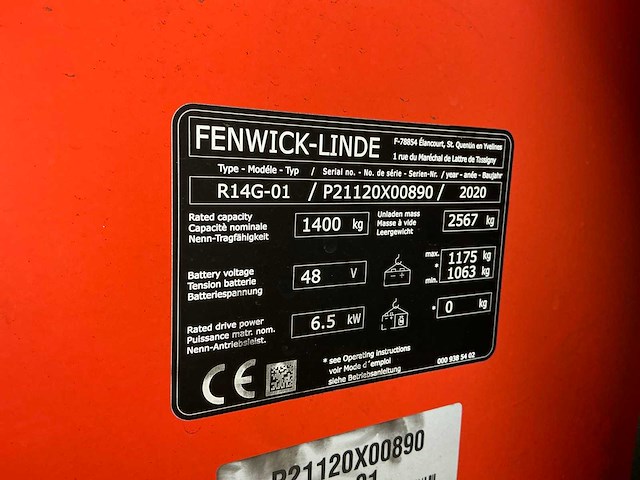 FENWICK-LINDE
F-78854 Élancourt, St. Quentin en Yvelines
1 rue du Maréchal de Lattre de Tassigny
Type - Modéle - Typ / Serial no. - No. de série - Serien-Nr. / year - anée - Baujahr
R14G-01 / P21120X00890 / 2020
Rated capacity
Capacité nominale
Nenn-Tragfähigkeit
1400 kg
Unladen mass
Masse à vide
Leergewicht
2567 kg
Battery voltage
Tension batterie
Batteriespannung
48 V
max. 1175 kg
*
min. 1063 kg
Rated drive power
Puissance matr. nom.
Nenn-Antriebsleist.
6.5 kW
* 0 kg
CE
* see Operating instructions
voir Mode d´emploi
siehe Betriebsanleitung
000 938 54 02
P21120X00890